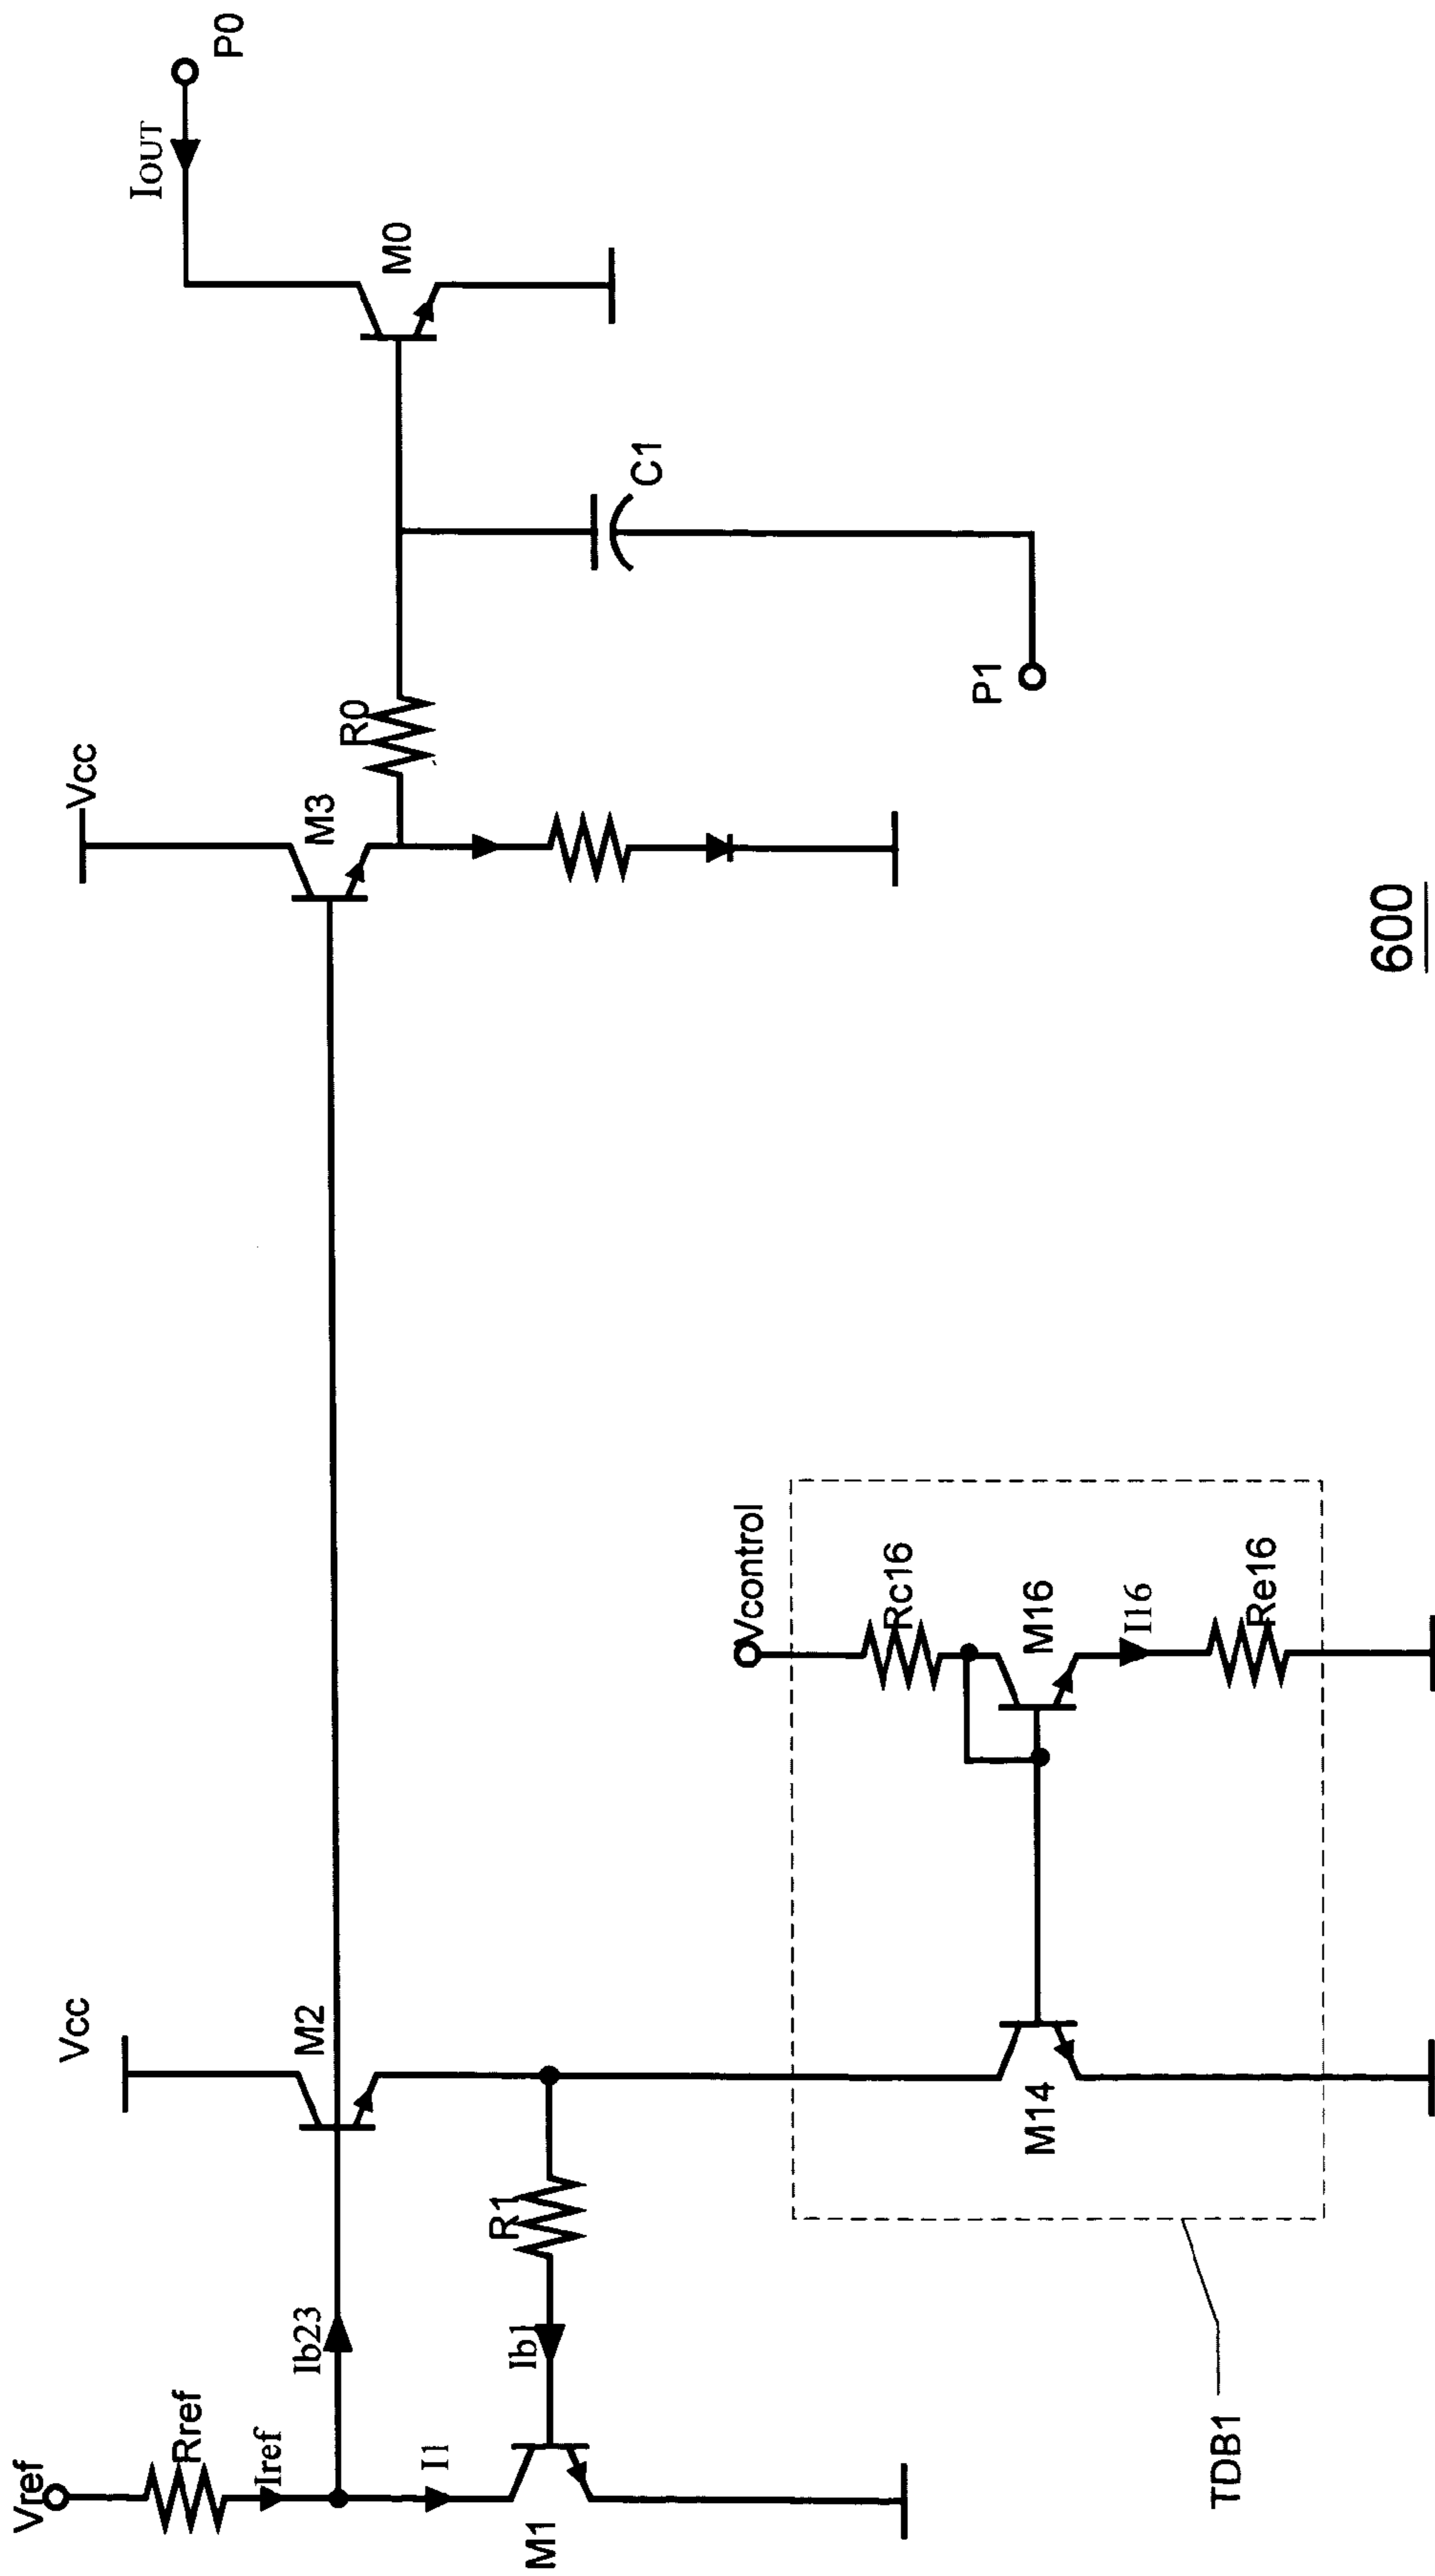 Vref
Rref
Iref
I1
M1
Ib23
Ib1
R1
Vcc
M2
M14
TDB1
Vcontrol
Rc16
M16
I16
Re16
Vcc
M3
R0
P1
C1
M0
IOUT
P0
600